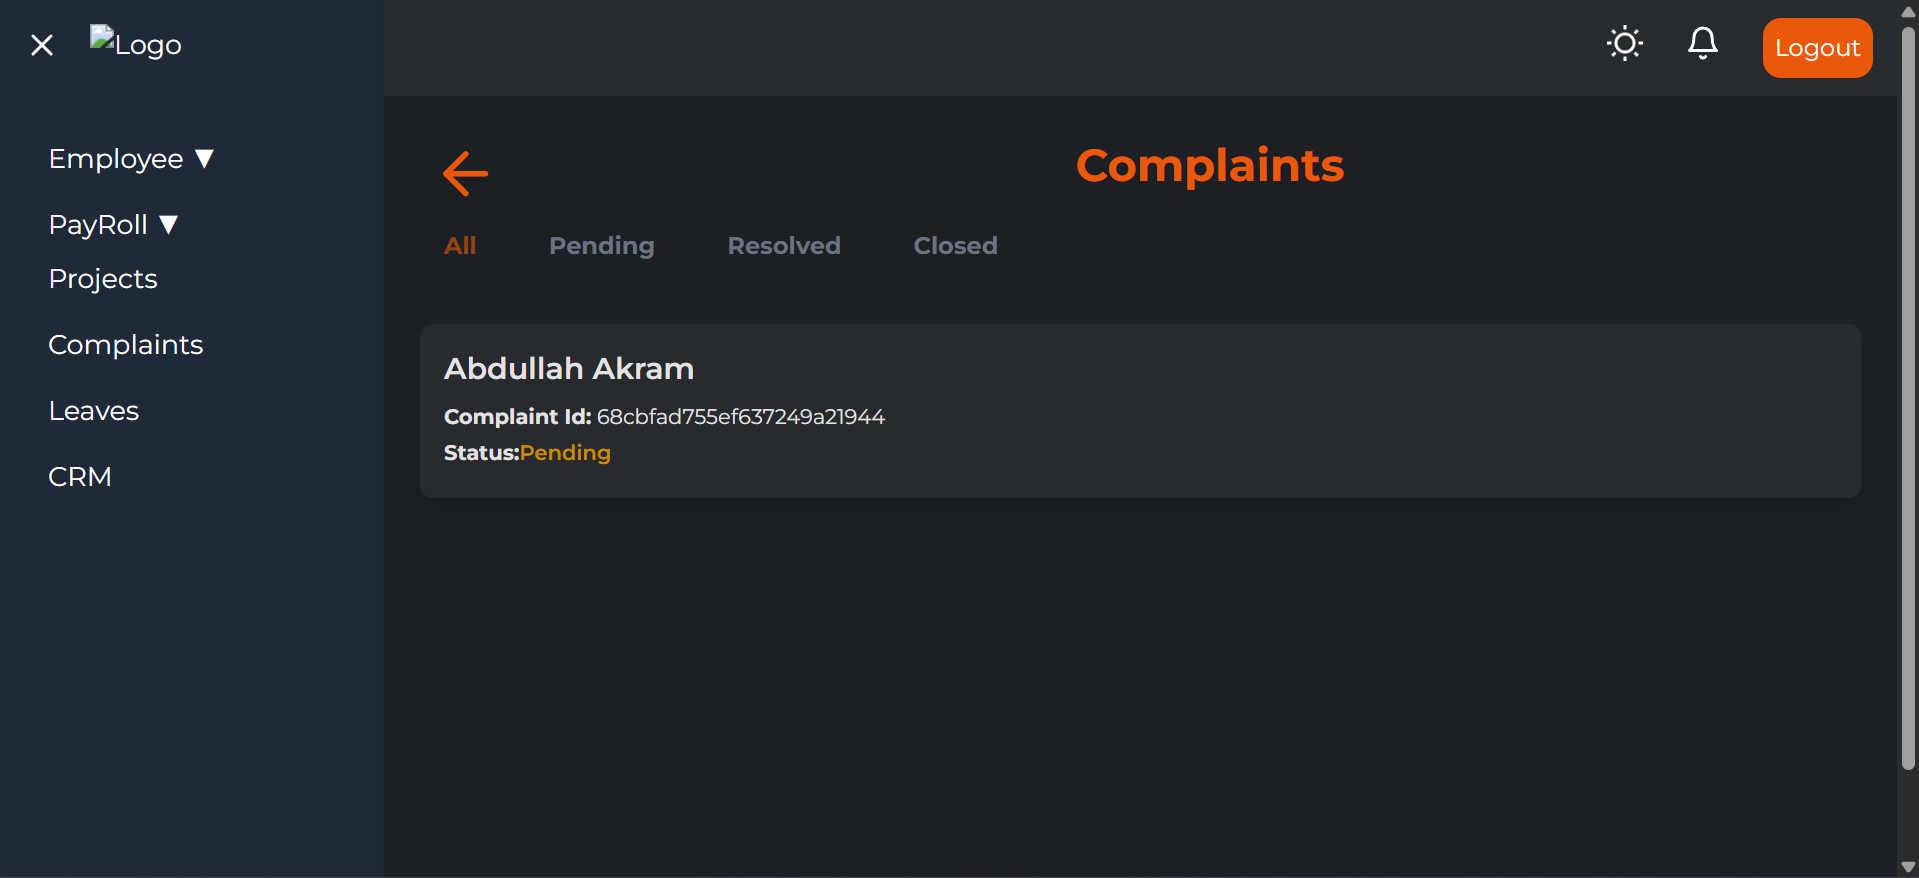 Logo
Logout
Employee ▼
PayRoll ▼
Projects
Complaints
Leaves
CRM
Complaints
All Pending Resolved Closed
Abdullah Akram
Complaint Id: 68cbfad755ef637249a21944
Status:Pending